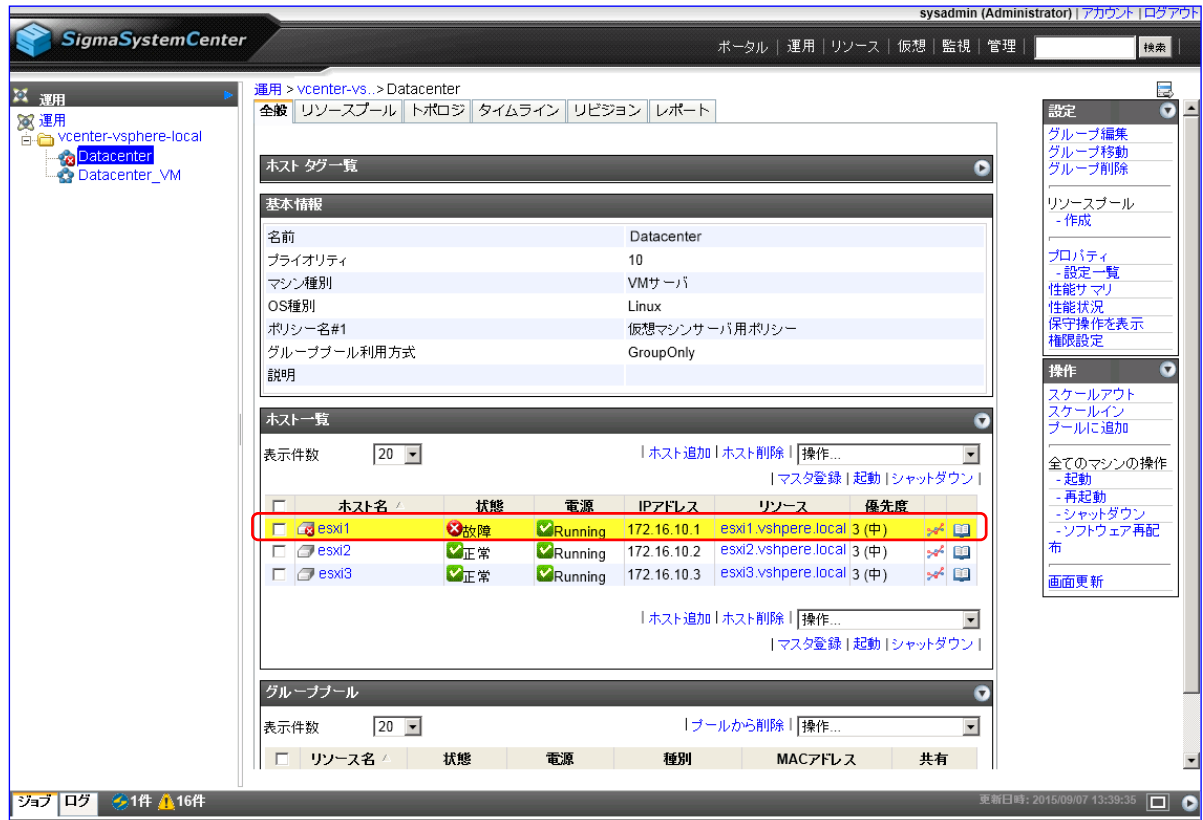 sysadmin (Administrator) | アカウント | ログアウト
SigmaSystemCenter
ポータル | 運用 | リソース | 仮想 | 監視 | 管理 | 検索
運用
運用
vcenter-vsphere-local
Datacenter
Datacenter_VM
運用 > vcenter-vs..> Datacenter
全般 リソースプール トポロジ タイムライン リビジョン レポート
ホスト タグ一覧
基本情報
名前 Datacenter
プライオリティ 10
マシン種別 VMサーバ
OS種別 Linux
ポリシー名#1 仮想マシンサーバ用ポリシー
グループプール利用方式 GroupOnly
説明
ホスト一覧
表示件数 20 | ホスト追加 | ホスト削除 | 操作...
| マスタ登録 | 起動 | シャットダウン |
ホスト名 状態 電源 IPアドレス リソース 優先度
esxi1 故障 Running 172.16.10.1 esxi1.vshpere.local 3 (中)
esxi2 正常 Running 172.16.10.2 esxi2.vshpere.local 3 (中)
esxi3 正常 Running 172.16.10.3 esxi3.vshpere.local 3 (中)
| ホスト追加 | ホスト削除 | 操作...
| マスタ登録 | 起動 | シャットダウン |
グループプール
表示件数 20 | プールから削除 | 操作...
リソース名 状態 電源 種別 MACアドレス 共有
設定
グループ編集
グループ移動
グループ削除
リソースプール
- 作成
プロパティ
- 設定一覧
性能サマリ
性能状況
保守操作を表示
権限設定
操作
スケールアウト
スケールイン
プールに追加
全てのマシンの操作
- 起動
- 再起動
- シャットダウン
- ソフトウェア再配
布
画面更新
ジョブ ログ 1件 16件 更新日時: 2015/09/07 13:39:35